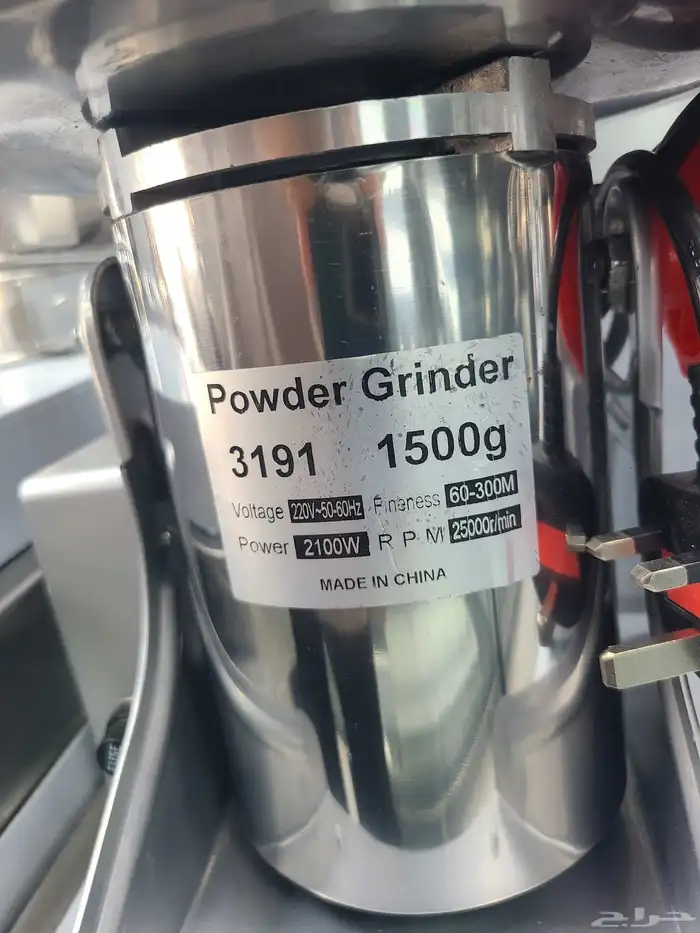 Powder Grinder
3191 1500g
Voltage 220V~50-60Hz Fineness 60-300M
Power 2100W R P M 25000r/min
MADE IN CHINA
FUSE
حراج